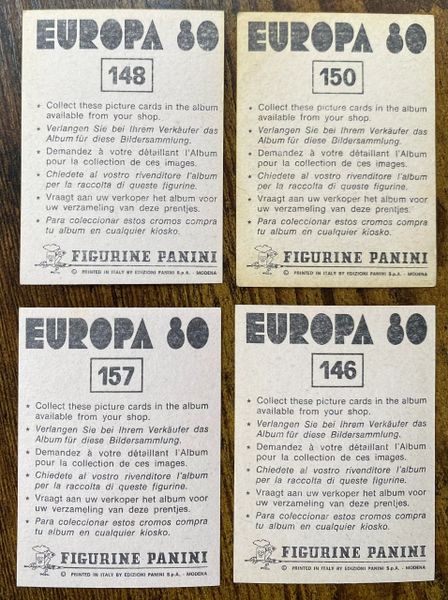 EUROPA 80
148
★ Collect these picture cards in the album
available from your shop.
★ Verlangen Sie bei Ihrem Verkäufer das
Album für diese Bildersammlung.
★ Demandez à votre détaillant l'Album
pour la collection de ces images.
★ Chiedete al vostro rivenditore l'album
per la raccolta di queste figurine.
★ Vraagt aan uw verkoper het album voor
uw verzameling van deze prentjes.
★ Para coleccionar estos cromos compra
tu album en cualquier kiosko.
FIGURINE PANINI
© PRINTED IN ITALY BY EDIZIONI PANINI S.p.A. - MODENA
EUROPA 80
150
★ Collect these picture cards in the album
available from your shop.
★ Verlangen Sie bei Ihrem Verkäufer das
Album für diese Bildersammlung.
★ Demandez à votre détaillant l'Album
pour la collection de ces images.
★ Chiedete al vostro rivenditore l'album
per la raccolta di queste figurine.
★ Vraagt aan uw verkoper het album voor
uw verzameling van deze prentjes.
★ Para coleccionar estos cromos compra
tu album en cualquier kiosko.
FIGURINE PANINI
© PRINTED IN ITALY BY EDIZIONI PANINI S.p.A. - MODENA
EUROPA 80
157
★ Collect these picture cards in the album
available from your shop.
★ Verlangen Sie bei Ihrem Verkäufer das
Album für diese Bildersammlung.
★ Demandez à votre détaillant l'Album
pour la collection de ces images.
★ Chiedete al vostro rivenditore l'album
per la raccolta di queste figurine.
★ Vraagt aan uw verkoper het album voor
uw verzameling van deze prentjes.
★ Para coleccionar estos cromos compra
tu album en cualquier kiosko.
FIGURINE PANINI
© PRINTED IN ITALY BY EDIZIONI PANINI S.p.A. - MODENA
EUROPA 80
146
★ Collect these picture cards in the album
available from your shop.
★ Verlangen Sie bei Ihrem Verkäufer das
Album für diese Bildersammlung.
★ Demandez à votre détaillant l'Album
pour la collection de ces images.
★ Chiedete al vostro rivenditore l'album
per la raccolta di queste figurine.
★ Vraagt aan uw verkoper het album voor
uw verzameling van deze prentjes.
★ Para coleccionar estos cromos compra
tu album en cualquier kiosko.
FIGURINE PANINI
© PRINTED IN ITALY BY EDIZIONI PANINI S.p.A. - MODENA